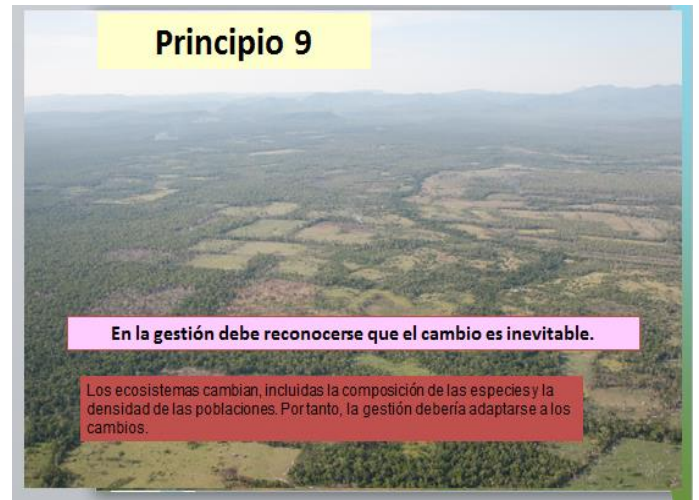 Principio 9
En la gestión debe reconocerse que el cambio es inevitable.
Los ecosistemas cambian, incluidas la composición de las especies y la
densidad de las poblaciones. Por tanto, la gestión debería adaptarse a los
cambios.